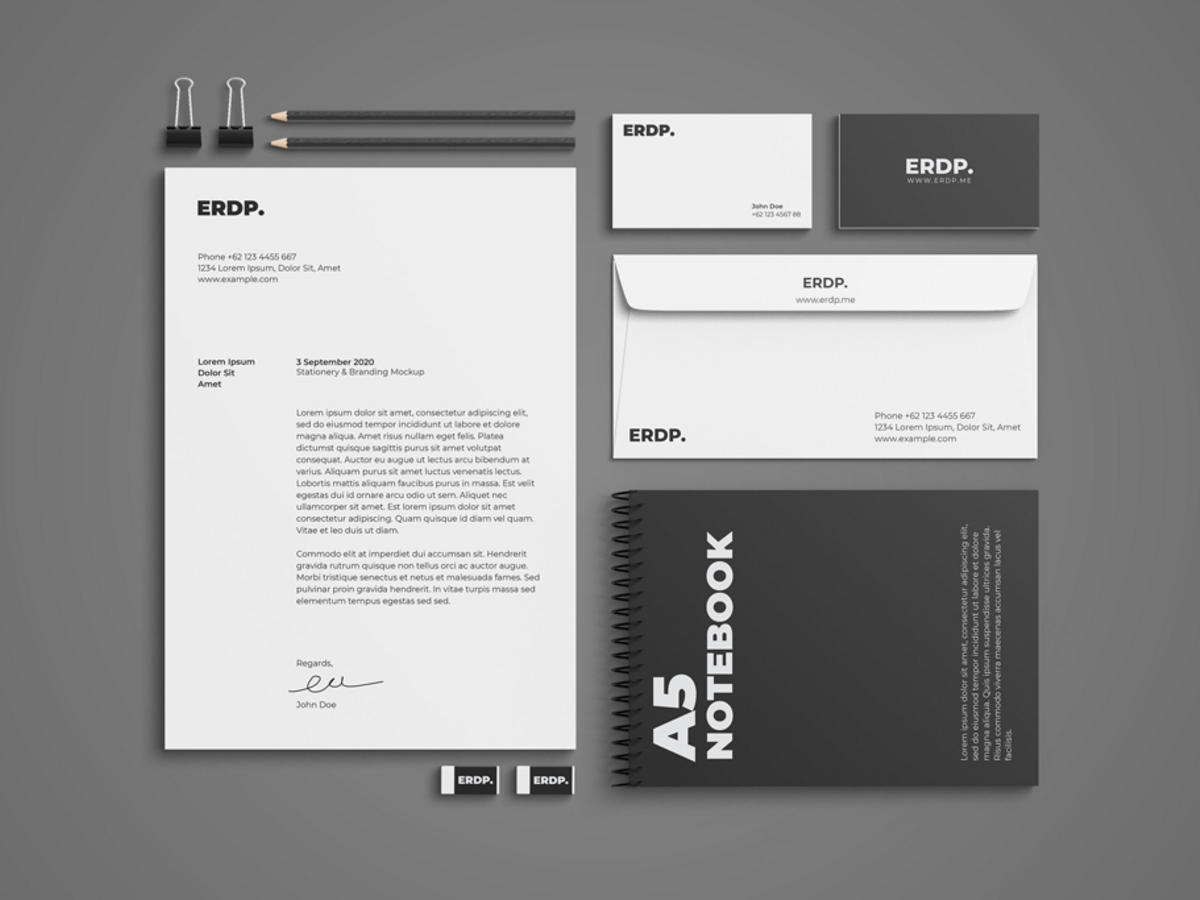 ERDP.
Phone +62 123 4455 667
1234 Lorem Ipsum, Dolor Sit, Amet
www.example.com
Lorem Ipsum
Dolor Sit
Amet
3 September 2020
Stationery & Branding Mockup
Lorem ipsum dolor sit amet, consectetur adipiscing elit,
sed do eiusmod tempor incididunt ut labore et dolore
magna aliqua. Amet risus nullam eget felis. Platea
dictumst quisque sagittis purus sit amet volutpat
consequat. Auctor eu augue ut lectus arcu bibendum at
varius. Aliquam purus sit amet luctus venenatis lectus.
Lobortis mattis aliquam faucibus purus in massa. Est velit
egestas dui id ornare arcu odio ut sem. Aliquet nec
ullamcorper sit amet. Est lorem ipsum dolor sit amet
consectetur adipiscing. Quam quisque id diam vel quam.
Vitae et leo duis ut diam.
Commodo elit at imperdiet dui accumsan sit. Hendrerit
gravida rutrum quisque non tellus orci ac auctor augue.
Morbi tristique senectus et netus et malesuada fames. Sed
pulvinar proin gravida hendrerit. In vitae turpis massa sed
elementum tempus egestas sed sed.
Regards,
John Doe
ERDP.
ERDP.
ERDP.
John Doe
+62 123 4567 88
ERDP.
WWW.ERDP.ME
ERDP.
www.erdp.me
ERDP.
Phone +62 123 4455 667
1234 Lorem Ipsum, Dolor Sit, Amet
www.example.com
A5
NOTEBOOK
Lorem ipsum dolor sit amet, consectetur adipiscing elit,
sed do eiusmod tempor incididunt ut labore et dolore
magna aliqua. Quis ipsum suspendisse ultrices gravida.
Risus commodo viverra maecenas accumsan lacus vel
facilisis.